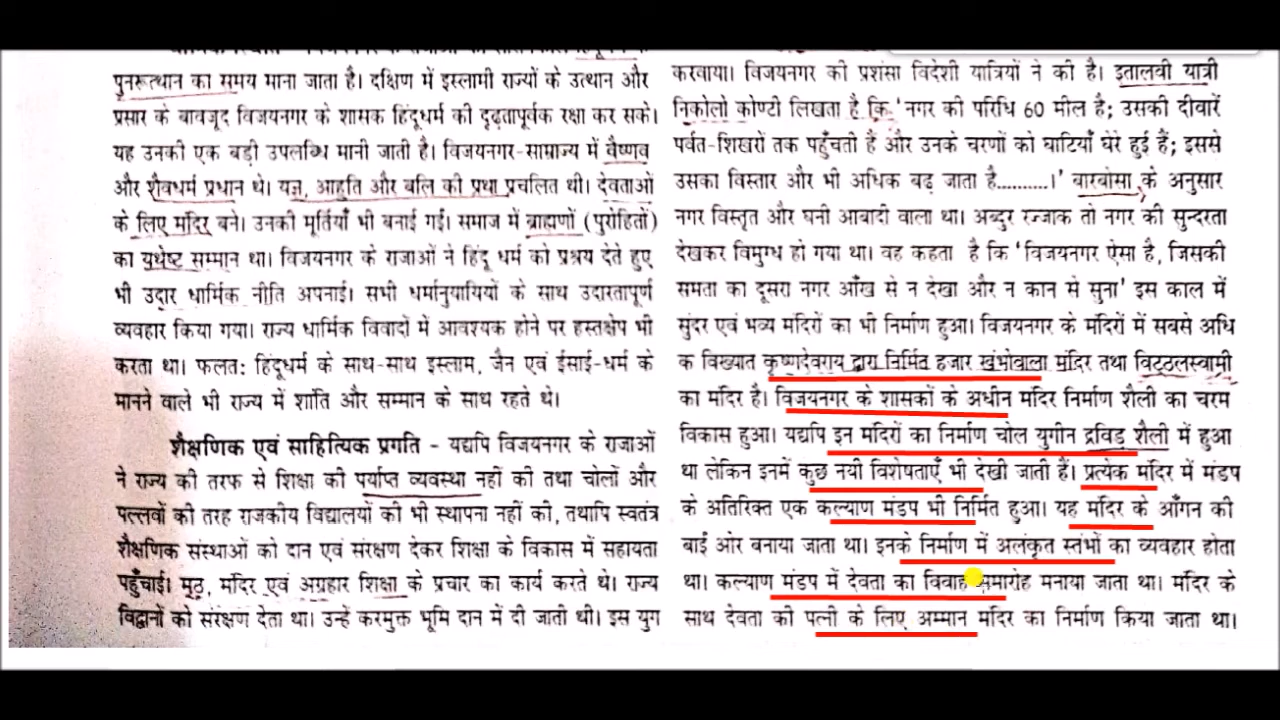 पुनरूत्थान का समय माना जाता है। दक्षिण में इस्लामी राज्यों के उत्थान और
प्रसार के बावजूद विजयनगर के शासक हिंदूधर्म की दृढ़तापूर्वक रक्षा कर सके।
यह उनकी एक बड़ी उपलब्धि मानी जाती है। विजयनगर-साम्राज्य में वैष्णव
और शैवधर्म प्रधान थे। यज्ञ, आहुति और बलि की प्रथा प्रचलित थी। देवताओं
के लिए मंदिर बने। उनकी मूर्तियाँ भी बनाई गईं। समाज में ब्राह्मणों (पुरोहितों)
का यथेष्ट सम्मान था। विजयनगर के राजाओं ने हिंदू धर्म को प्रश्रय देते हुए
भी उदार धार्मिक नीति अपनाई। सभी धर्मानुयायियों के साथ उदारतापूर्ण
व्यवहार किया गया। राज्य धार्मिक विवादों में आवश्यक होने पर हस्तक्षेप भी
करता था। फलत: हिंदूधर्म के साथ-साथ इस्लाम, जैन एवं ईसाई-धर्म के
मानने वाले भी राज्य में शांति और सम्मान के साथ रहते थे।
शैक्षणिक एवं साहित्यिक प्रगति - यद्यपि विजयनगर के राजाओं
ने राज्य की तरफ से शिक्षा की पर्याप्त व्यवस्था नहीं की तथा चोलों और
पल्लवों की तरह राजकीय विद्यालयों की भी स्थापना नहीं की, तथापि स्वतंत्र
शैक्षणिक संस्थाओं को दान एवं संरक्षण देकर शिक्षा के विकास में सहायता
पहुँचाई। मठ, मंदिर एवं अग्रहार शिक्षा के प्रचार का कार्य करते थे। राज्य
विद्वानों को संरक्षण देता था। उन्हें करमुक्त भूमि दान में दी जाती थी। इस युग
करवाया। विजयनगर की प्रशंसा विदेशी यात्रियों ने की है। इतालवी यात्री
निकोलो कोण्टी लिखता है कि 'नगर की परिधि 60 मील है; उसकी दीवारें
पर्वत-शिखरों तक पहुँचती हैं और उनके चरणों को घाटियाँ घेरे हुई हैं; इससे
उसका विस्तार और भी अधिक बढ़ जाता है..........।' बारबोसा के अनुसार
नगर विस्तृत और घनी आबादी वाला था। अब्दुर रज्जाक तो नगर की सुन्दरता
देखकर विमुग्ध हो गया था। वह कहता है कि 'विजयनगर ऐसा है, जिसकी
समता का दूसरा नगर आँख से न देखा और न कान से सुना' इस काल में
सुंदर एवं भव्य मंदिरों का भी निर्माण हुआ। विजयनगर के मंदिरों में सबसे अधि
क विख्यात कृष्णदेवराय द्वारा निर्मित हजार खंभोवाला मंदिर तथा विट्ठलस्वामी
का मंदिर है। विजयनगर के शासकों के अधीन मंदिर निर्माण शैली का चरम
विकास हुआ। यद्यपि इन मंदिरों का निर्माण चोल युगीन द्रविड़ शैली में हुआ
था लेकिन इनमें कुछ नयी विशेषताएँ भी देखी जाती हैं। प्रत्येक मंदिर में मंडप
के अतिरिक्त एक कल्याण मंडप भी निर्मित हुआ। यह मंदिर के आँगन की
बाईं ओर बनाया जाता था। इनके निर्माण में अलंकृत स्तंभों का व्यवहार होता
था। कल्याण मंडप में देवता का विवाह समारोह मनाया जाता था। मंदिर के
साथ देवता की पत्नी के लिए अम्मान मंदिर का निर्माण किया जाता था।